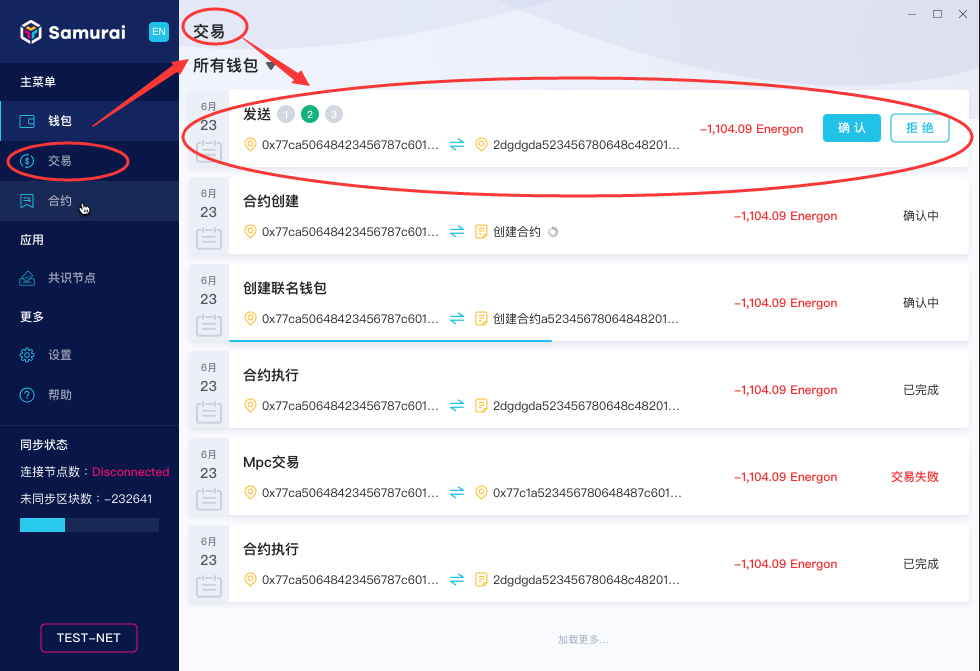 Samurai
EN
主菜单
钱包
交易
合约
应用
共识节点
更多
设置
帮助
同步状态
连接节点数：Disconnected
未同步区块数：-232641
TEST-NET
交易
所有钱包
6月
23
发送 1 2 3
0x77ca50648423456787c601... 2dgdgda523456780648c48201...
-1,104.09 Energon
确认
拒绝
6月
23
合约创建
0x77ca50648423456787c601... 创建合约
-1,104.09 Energon
确认中
6月
23
创建联名钱包
0x77ca50648423456787c601... 创建合约a52345678064848201...
-1,104.09 Energon
确认中
6月
23
合约执行
0x77ca50648423456787c601... 2dgdgda523456780648c48201...
-1,104.09 Energon
已完成
6月
23
Mpc交易
0x77ca50648423456787c601... 0x77c1a523456780648487c601...
-1,104.09 Energon
交易失败
6月
23
合约执行
0x77ca50648423456787c601... 2dgdgda523456780648c48201...
-1,104.09 Energon
已完成
加载更多...